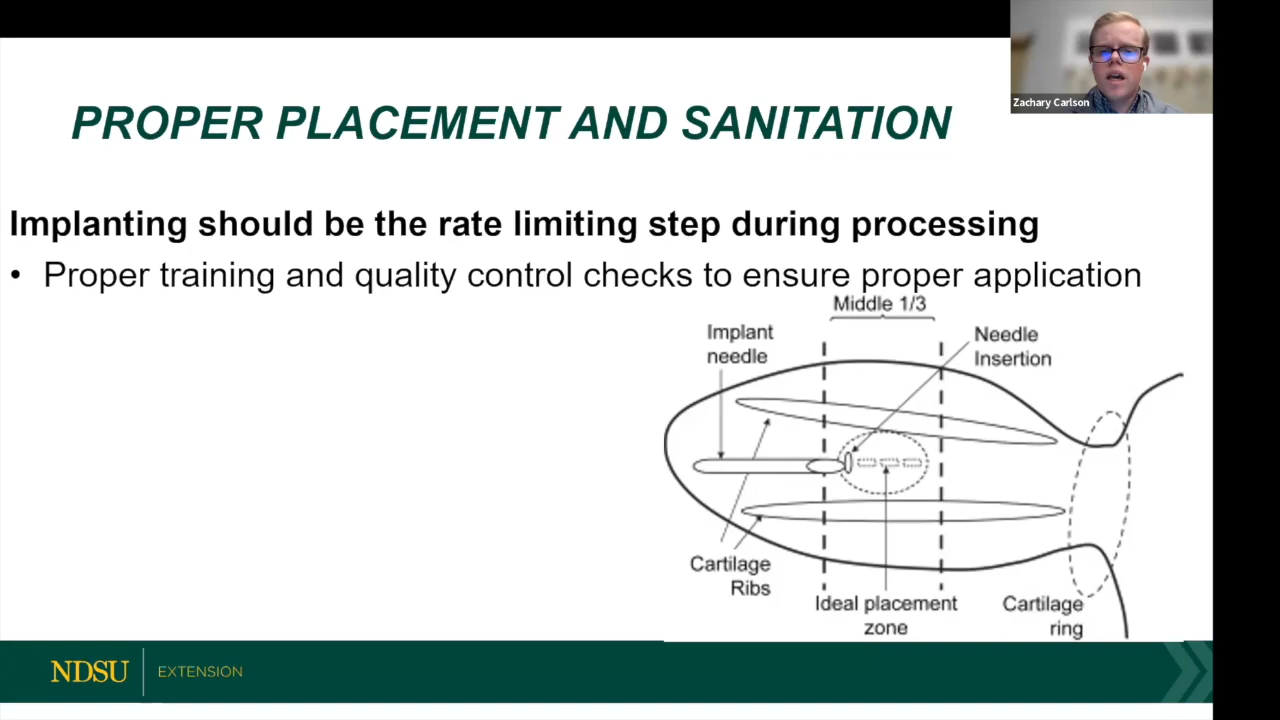 Zachary Carlson
PROPER PLACEMENT AND SANITATION
Implanting should be the rate limiting step during processing
• Proper training and quality control checks to ensure proper application
Middle 1/3
Implant
needle
Needle
Insertion
Cartilage
Ribs
Ideal placement
zone
Cartilage
ring
NDSU
EXTENSION